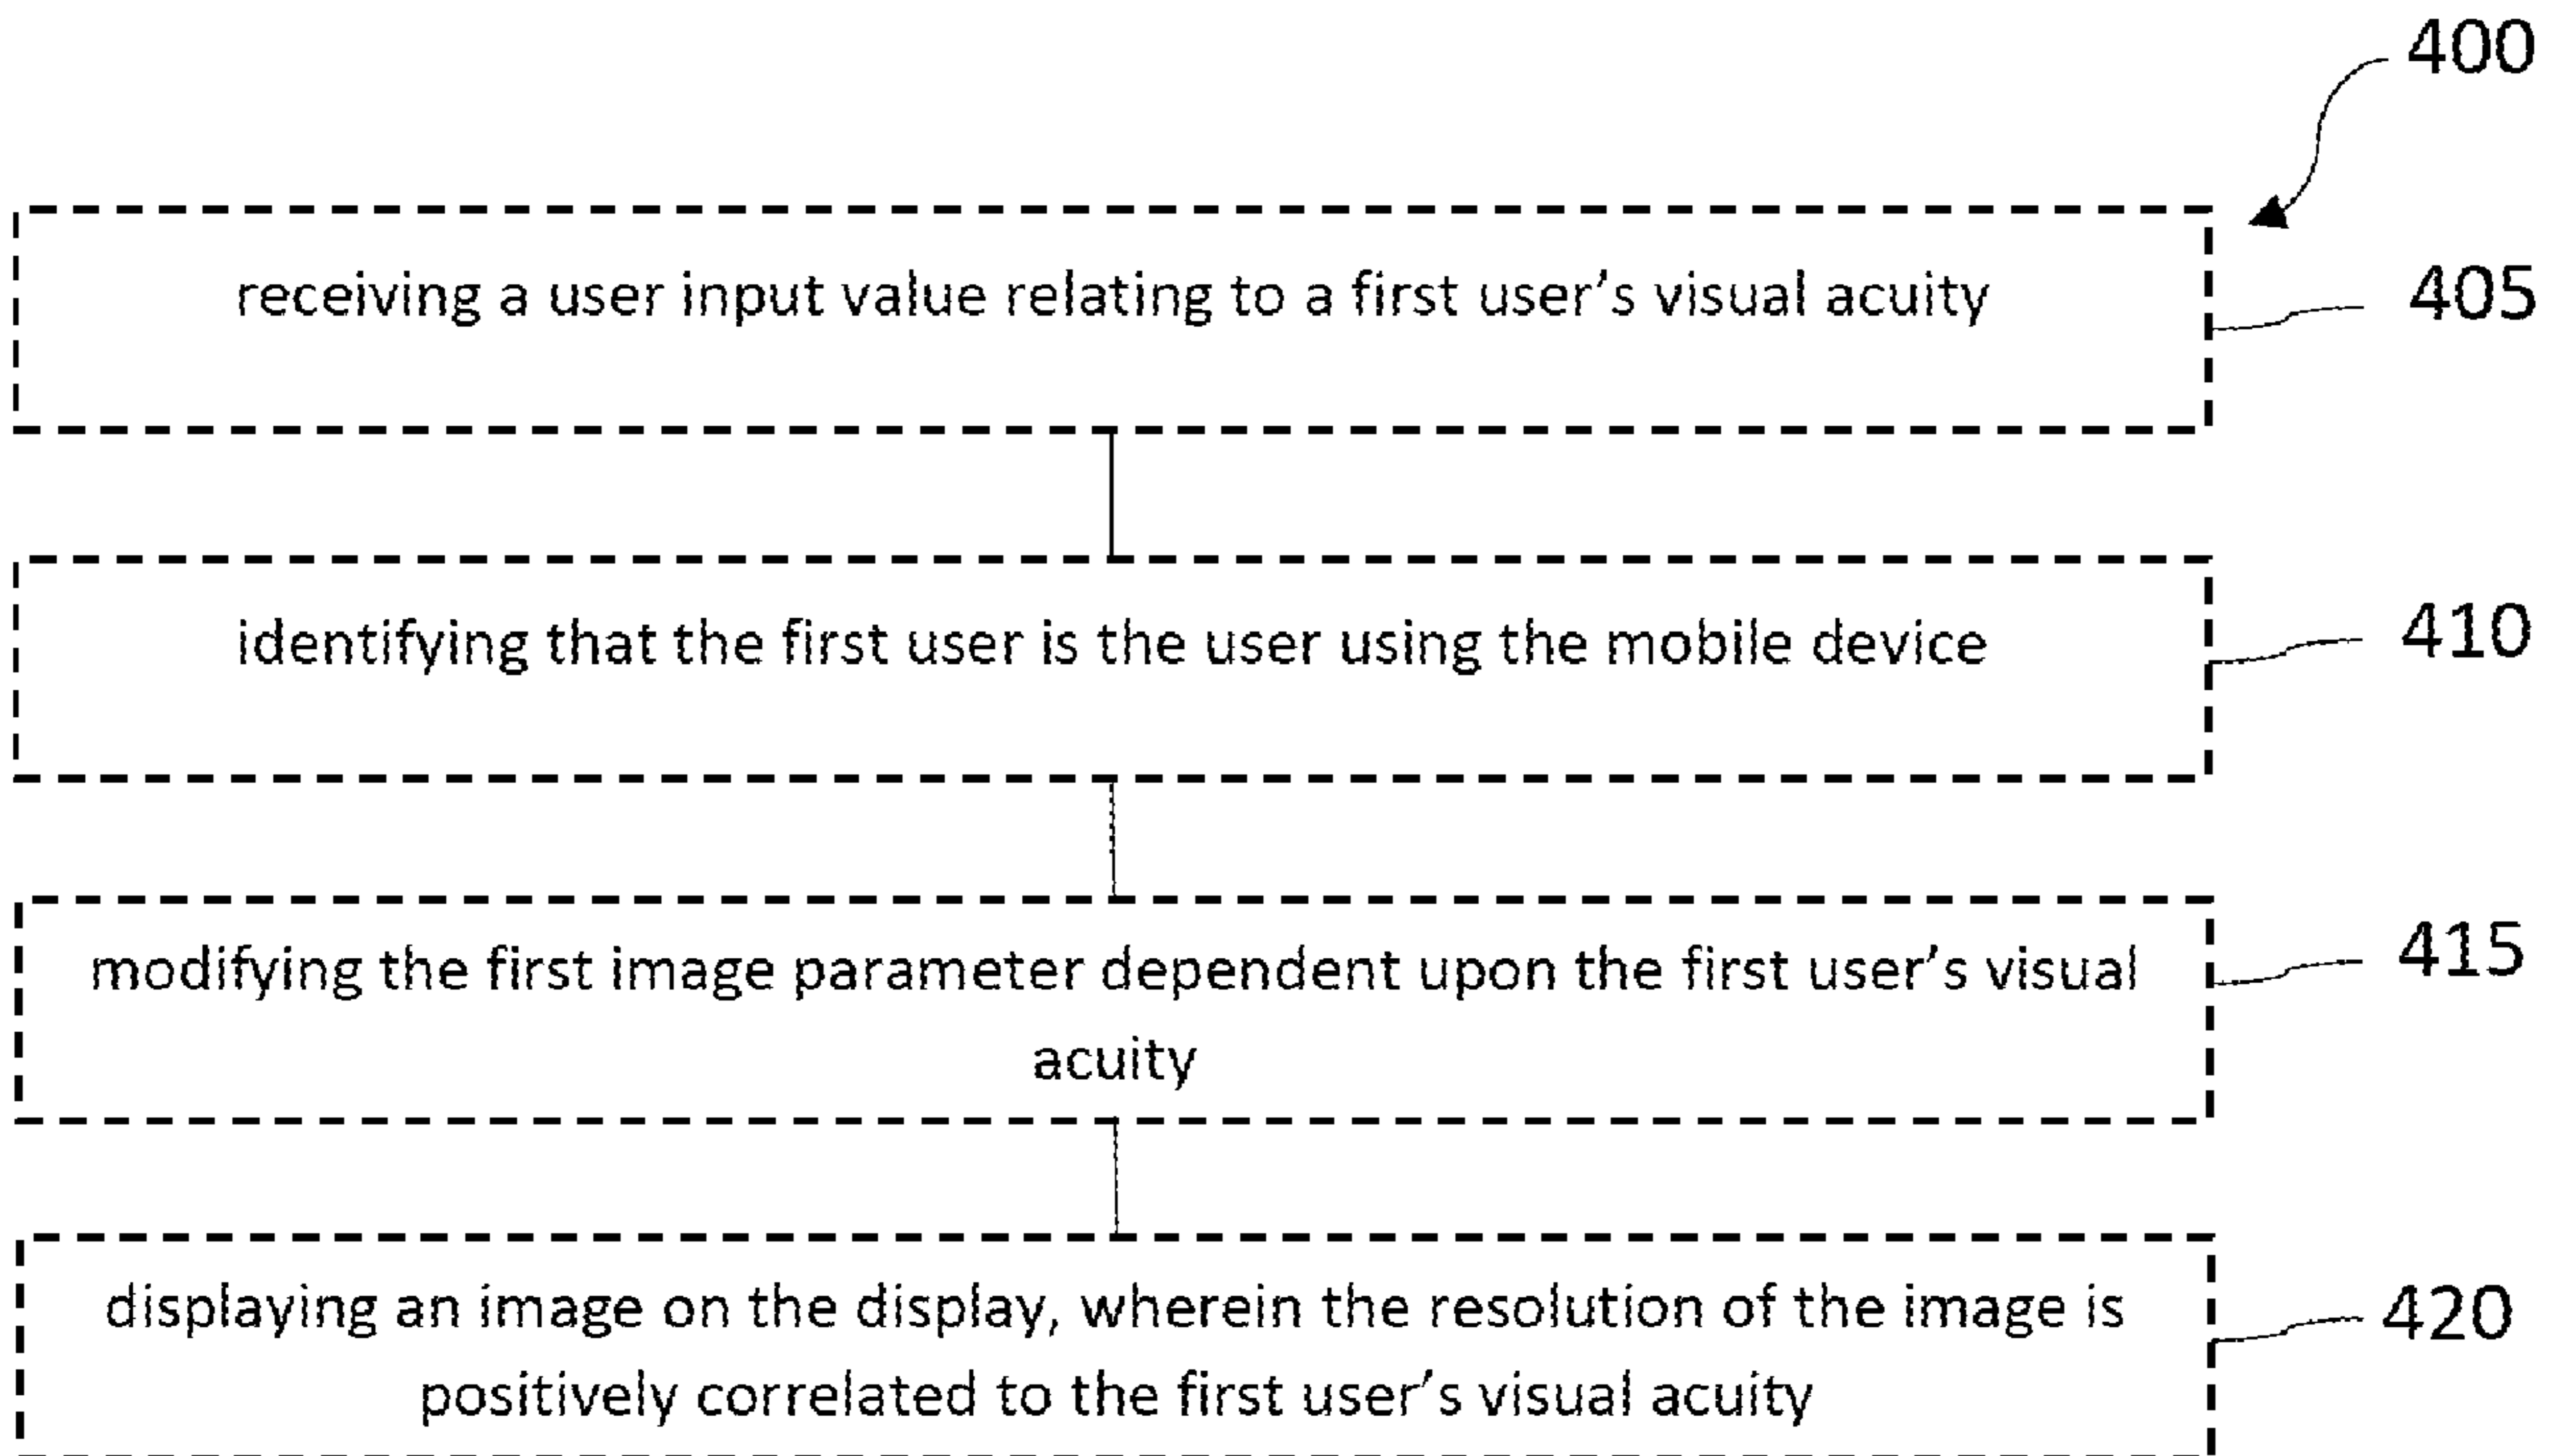 400
receiving a user input value relating to a first user's visual acuity
405
identifying that the first user is the user using the mobile device
410
modifying the first image parameter dependent upon the first user's visual
acuity
415
displaying an image on the display, wherein the resolution of the image is
positively correlated to the first user's visual acuity
420